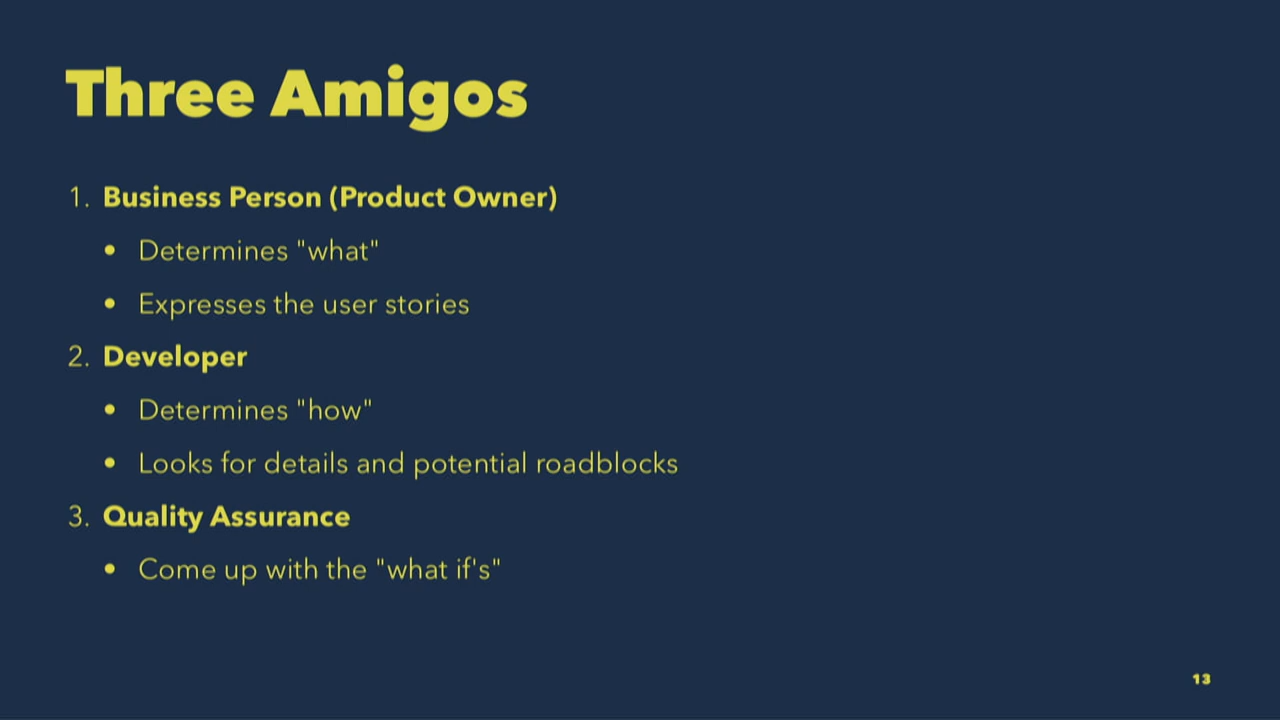 Three Amigos
1. Business Person (Product Owner)
• Determines "what"
• Expresses the user stories
2. Developer
• Determines "how"
• Looks for details and potential roadblocks
3. Quality Assurance
• Come up with the "what if's"
13